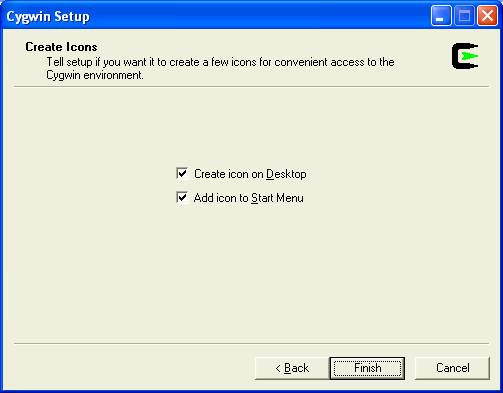 Cygwin Setup
Create Icons
Tell setup if you want it to create a few icons for convenient access to the
Cygwin environment.
Create icon on Desktop
Add icon to Start Menu
< Back Finish Cancel